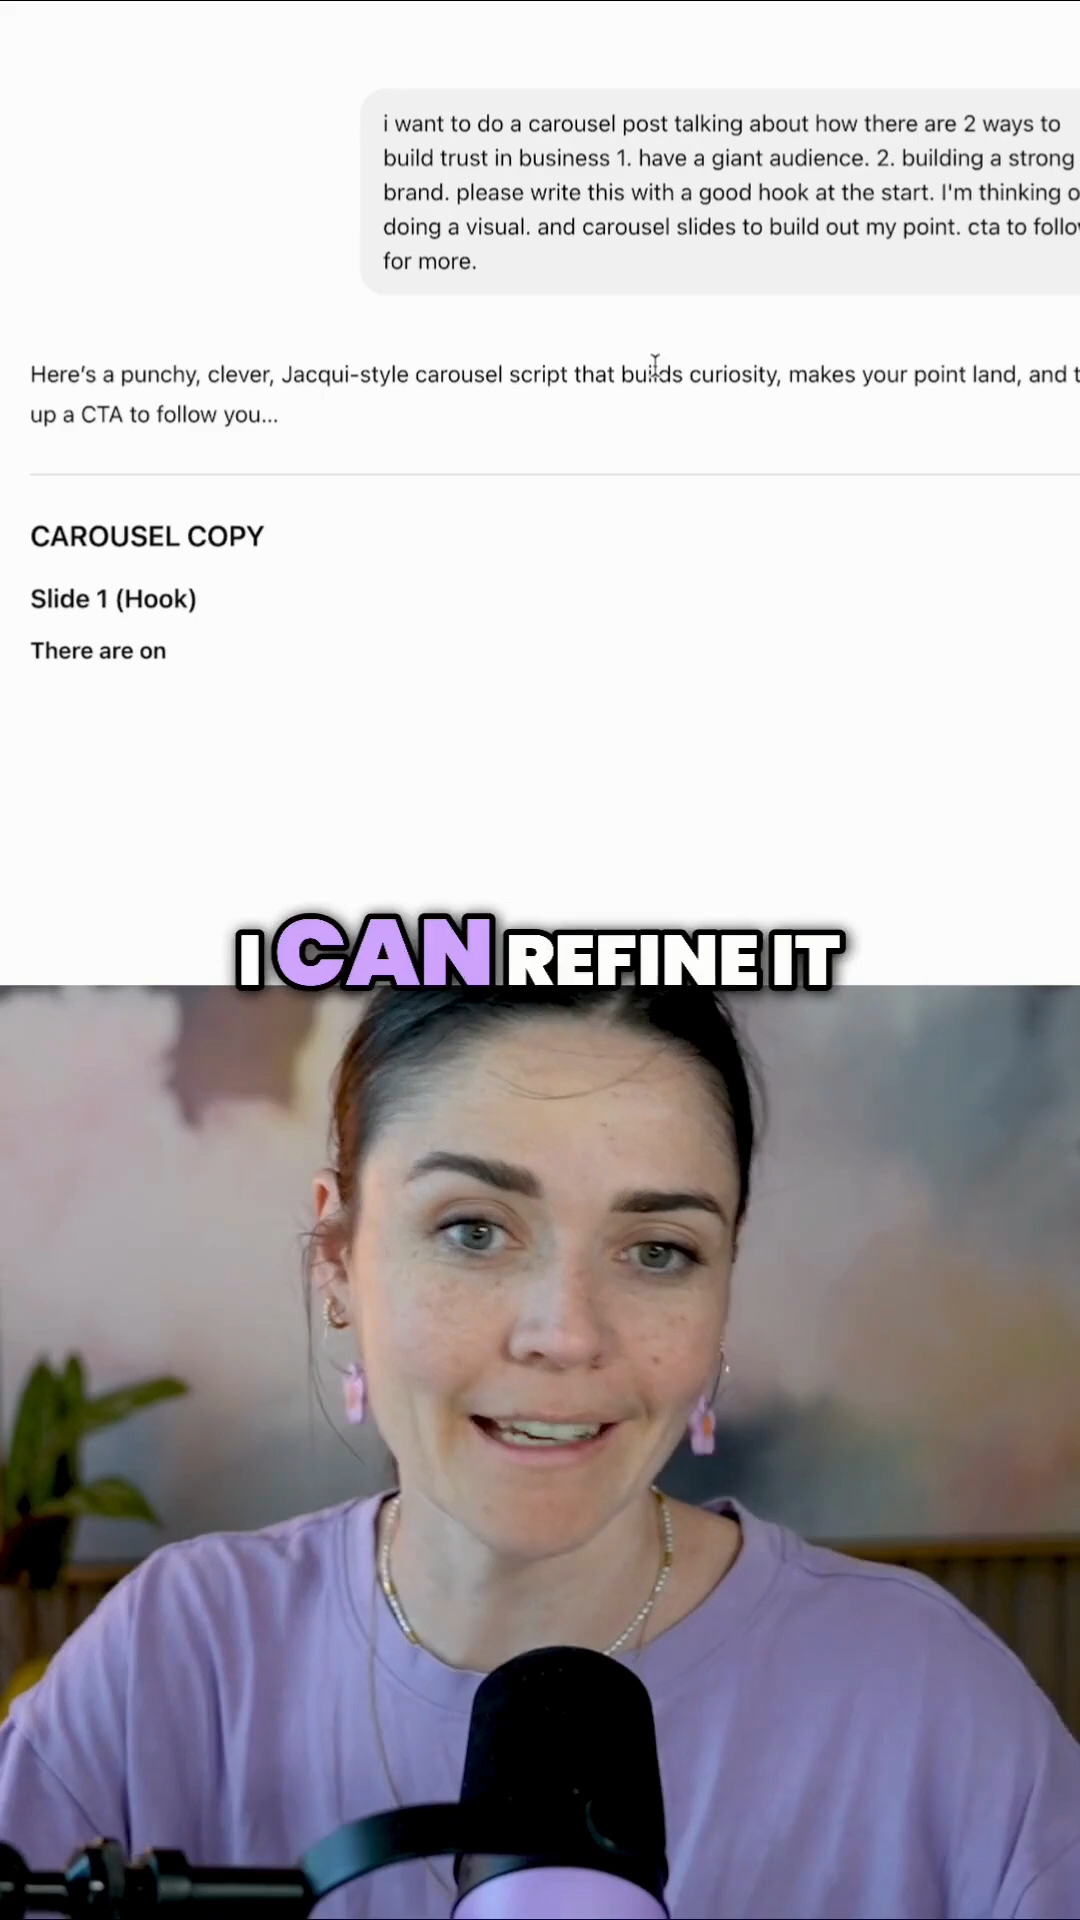 i want to do a carousel post talking about how there are 2 ways to
build trust in business 1. have a giant audience. 2. building a strong
brand. please write this with a good hook at the start. I'm thinking o
doing a visual. and carousel slides to build out my point. cta to follo
for more.
Here's a punchy, clever, Jacqui-style carousel script that builds curiosity, makes your point land, and t
up a CTA to follow you...
CAROUSEL COPY
Slide 1 (Hook)
There are on
I CAN REFINE IT